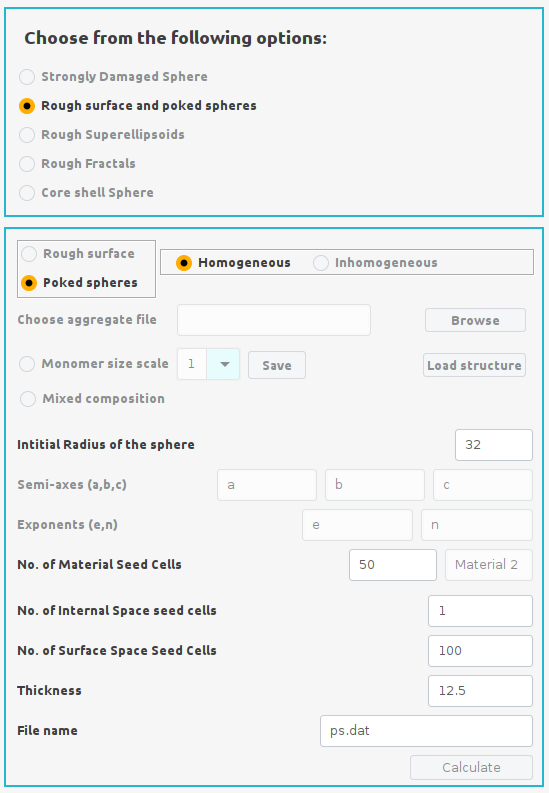 Choose from the following options:
Strongly Damaged Sphere
Rough surface and poked spheres
Rough Superellipsoids
Rough Fractals
Core shell Sphere
Rough surface
Poked spheres
Homogeneous Inhomogeneous
Choose aggregate file Browse
Monomer size scale 1 Save Load structure
Mixed composition
Intitial Radius of the sphere 32
Semi-axes (a,b,c) a b c
Exponents (e,n) e n
No. of Material Seed Cells 50 Material 2
No. of Internal Space seed cells 1
No. of Surface Space Seed Cells 100
Thickness 12.5
File name ps.dat
Calculate